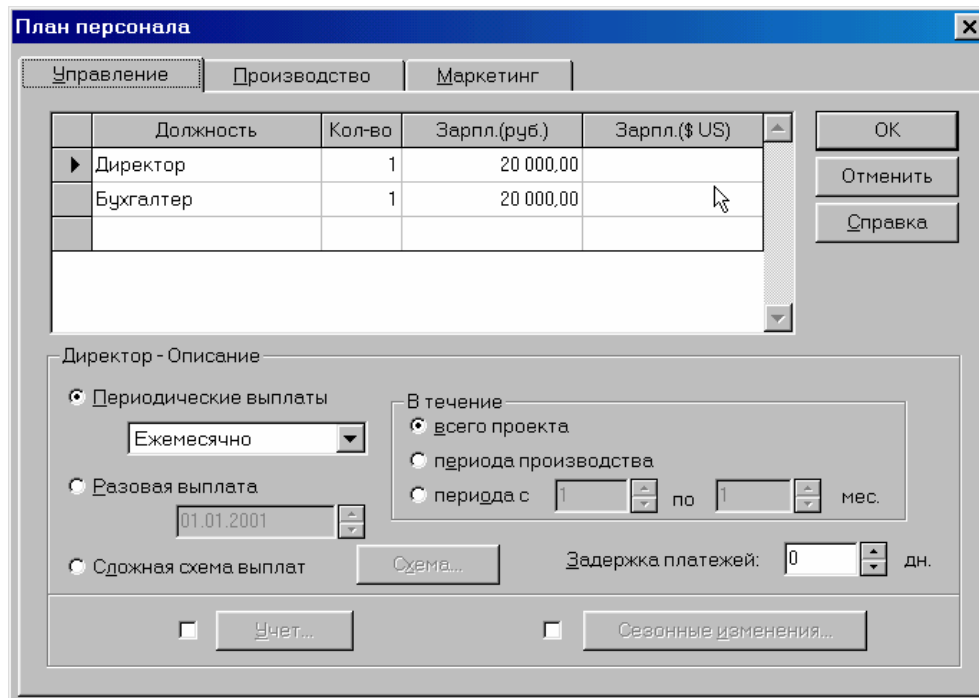 План персонала
Управление Производство Маркетинг
Должность Кол-во Зарпл.(руб.) Зарпл.($ US)
Директор 1 20 000,00
Бухгалтер 1 20 000,00
OK
Отменить
Справка
Директор - Описание
Периодические выплаты
Ежемесячно
Разовая выплата
01.01.2001
Сложная схема выплат Схема...
В течение
всего проекта
периода производства
периода с 1 по 1 мес.
Задержка платежей: 0 дн.
Учет... Сезонные изменения...